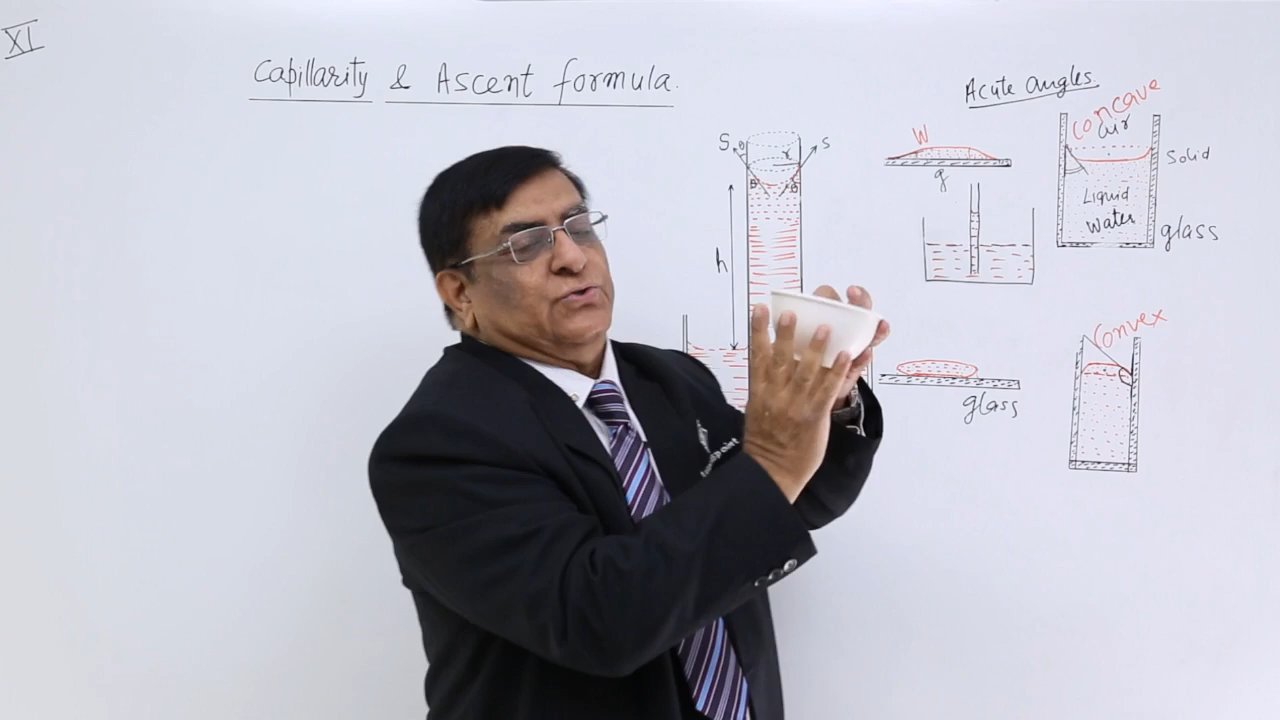 XI
Capillarity & Ascent formula.
Acute angles.
concave
air
S θ
r
s
W
Solid
g
θ θ
Liquid
Water
glass
h
Convex
glass